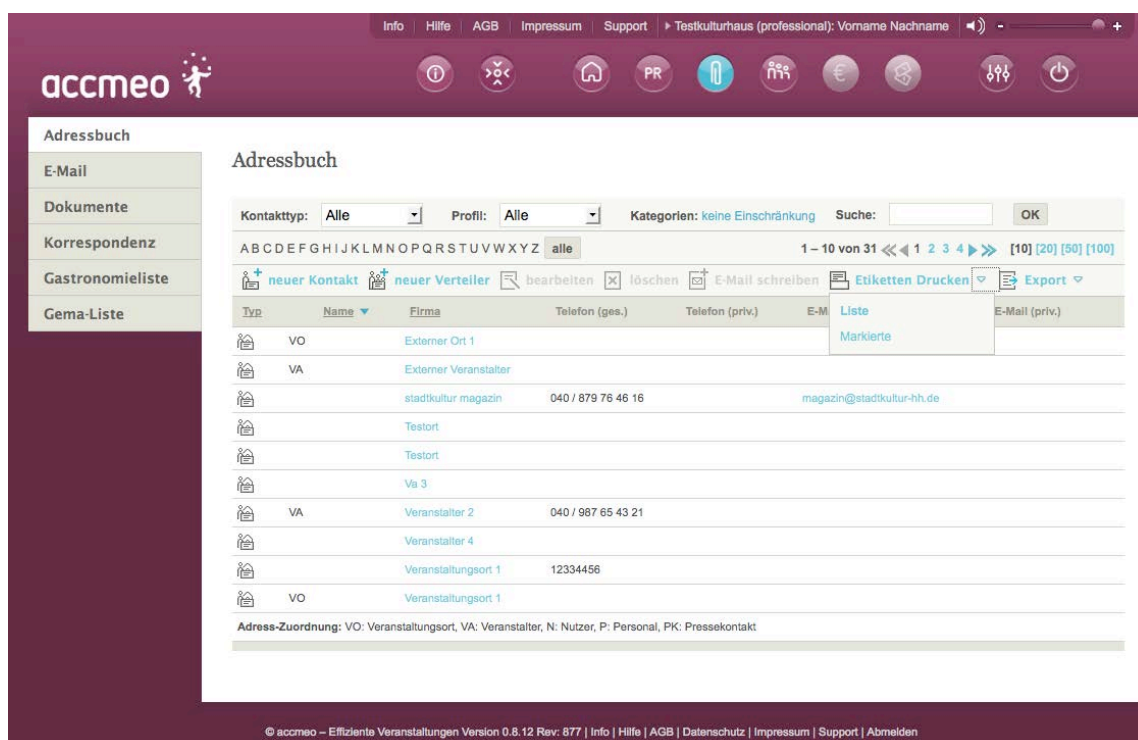 Info Hilfe AGB Impressum Support Testkulturhaus (professional): Vorname Nachname - +
accmeo
PR €
Adressbuch
E-Mail
Dokumente
Korrespondenz
Gastronomieliste
Gema-Liste
Adressbuch
Kontakttyp: Alle Profil: Alle Kategorien: keine Einschränkung Suche: OK
A B C D E F G H I J K L M N O P Q R S T U V W X Y Z alle 1 – 10 von 31 1 2 3 4 [10] [20] [50] [100]
neuer Kontakt neuer Verteiler bearbeiten löschen E-Mail schreiben Etiketten Drucken Export
Typ Name Firma Telefon (ges.) Telefon (priv.) E-M E-Mail (priv.)
Liste
Markierte
VO Externer Ort 1
VA Externer Veranstalter
stadtkultur magazin 040 / 879 76 46 16 magazin@stadtkultur-hh.de
Testort
Testort
Va 3
VA Veranstalter 2 040 / 987 65 43 21
Veranstalter 4
Veranstaltungsort 1 12334456
VO Veranstaltungsort 1
Adress-Zuordnung: VO: Veranstaltungsort, VA: Veranstalter, N: Nutzer, P: Personal, PK: Pressekontakt
© accmeo – Effiziente Veranstaltungen Version 0.8.12 Rev: 877 | Info | Hilfe | AGB | Datenschutz | Impressum | Support | Abmelden